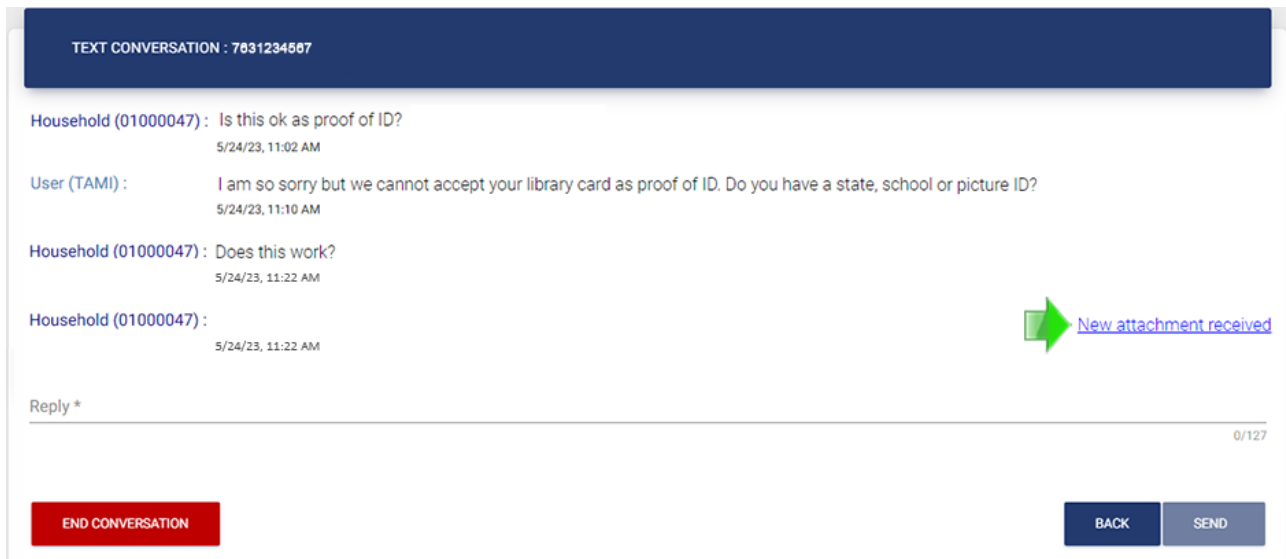 TEXT CONVERSATION : 7631234567
Household (01000047) : Is this ok as proof of ID?
5/24/23, 11:02 AM
User (TAMI) : I am so sorry but we cannot accept your library card as proof of ID. Do you have a state, school or picture ID?
5/24/23, 11:10 AM
Household (01000047) : Does this work?
5/24/23, 11:22 AM
Household (01000047) : New attachment received
5/24/23, 11:22 AM
Reply *
0/127
END CONVERSATION BACK SEND